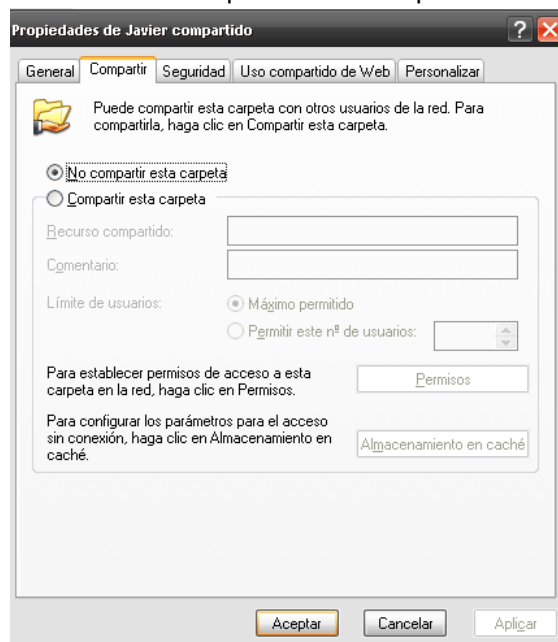 Propiedades de Javier compartido
General Compartir Seguridad Uso compartido de Web Personalizar
Puede compartir esta carpeta con otros usuarios de la red. Para
compartirla, haga clic en Compartir esta carpeta.
No compartir esta carpeta
Compartir esta carpeta
Recurso compartido:
Comentario:
Límite de usuarios:
Máximo permitido
Permitir este nº de usuarios:
Para establecer permisos de acceso a esta
carpeta en la red, haga clic en Permisos.
Permisos
Para configurar los parámetros para el acceso
sin conexión, haga clic en Almacenamiento en
caché.
Almacenamiento en caché
Aceptar Cancelar Aplicar